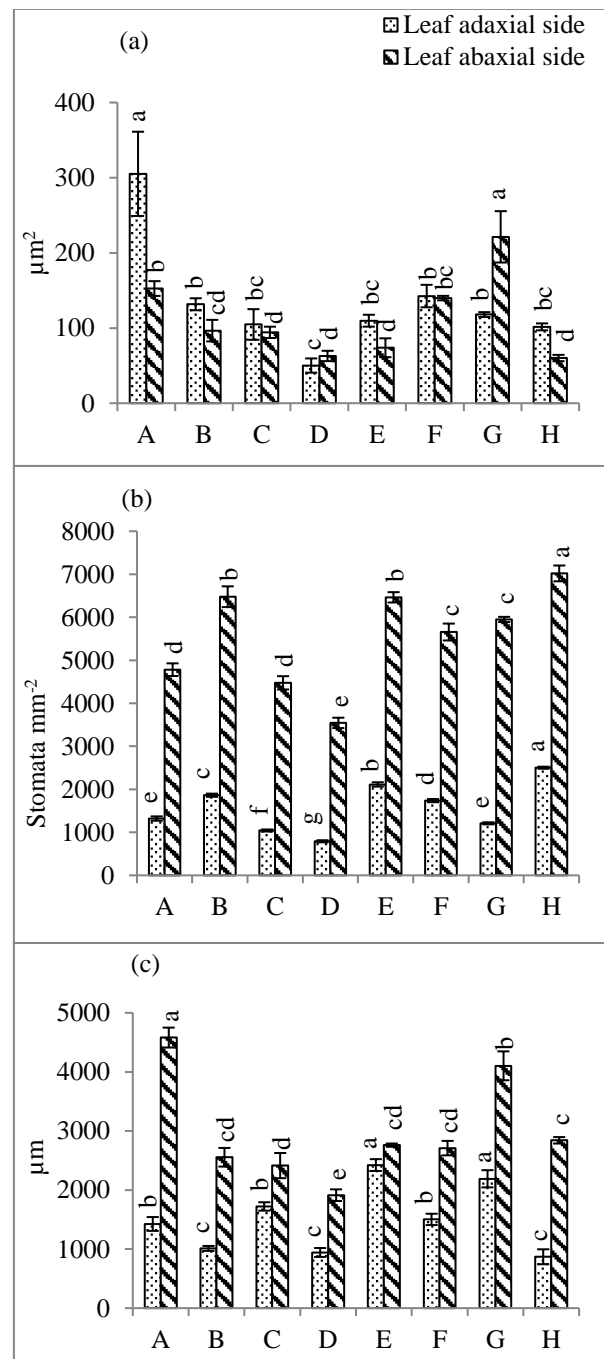 (a)
Leaf adaxial side
Leaf abaxial side
400
300
200
100
0
µm²
a b b cd bc d c d bc d b bc b a bc d
A B C D E F G H
(b)
8000
7000
6000
5000
4000
3000
2000
1000
0
Stomata mm⁻²
e d c b f d g e b b d c e c a a
A B C D E F G H
(c)
5000
4000
3000
2000
1000
0
µm
b a c cd b d c e a cd b cd a b c c
A B C D E F G H